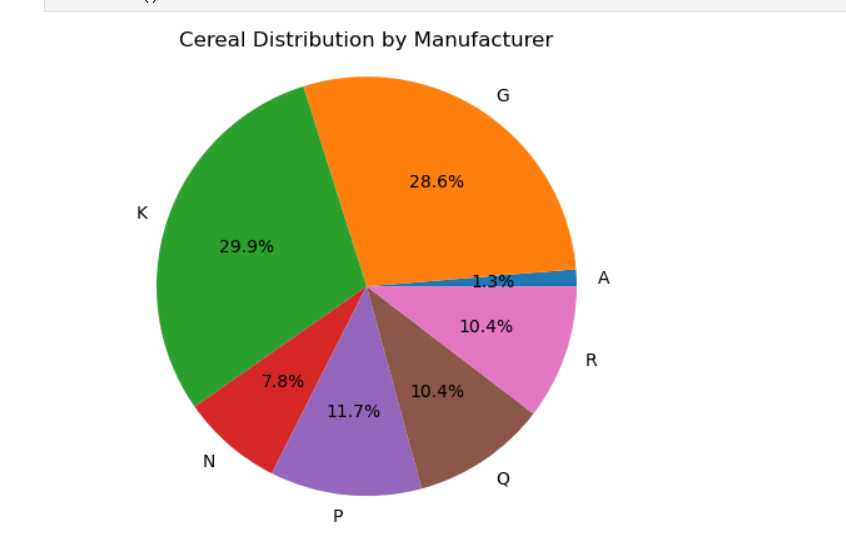 Cereal Distribution by Manufacturer
G
28.6%
K
29.9%
1.3%
A
10.4%
R
7.8%
10.4%
11.7%
N
Q
P